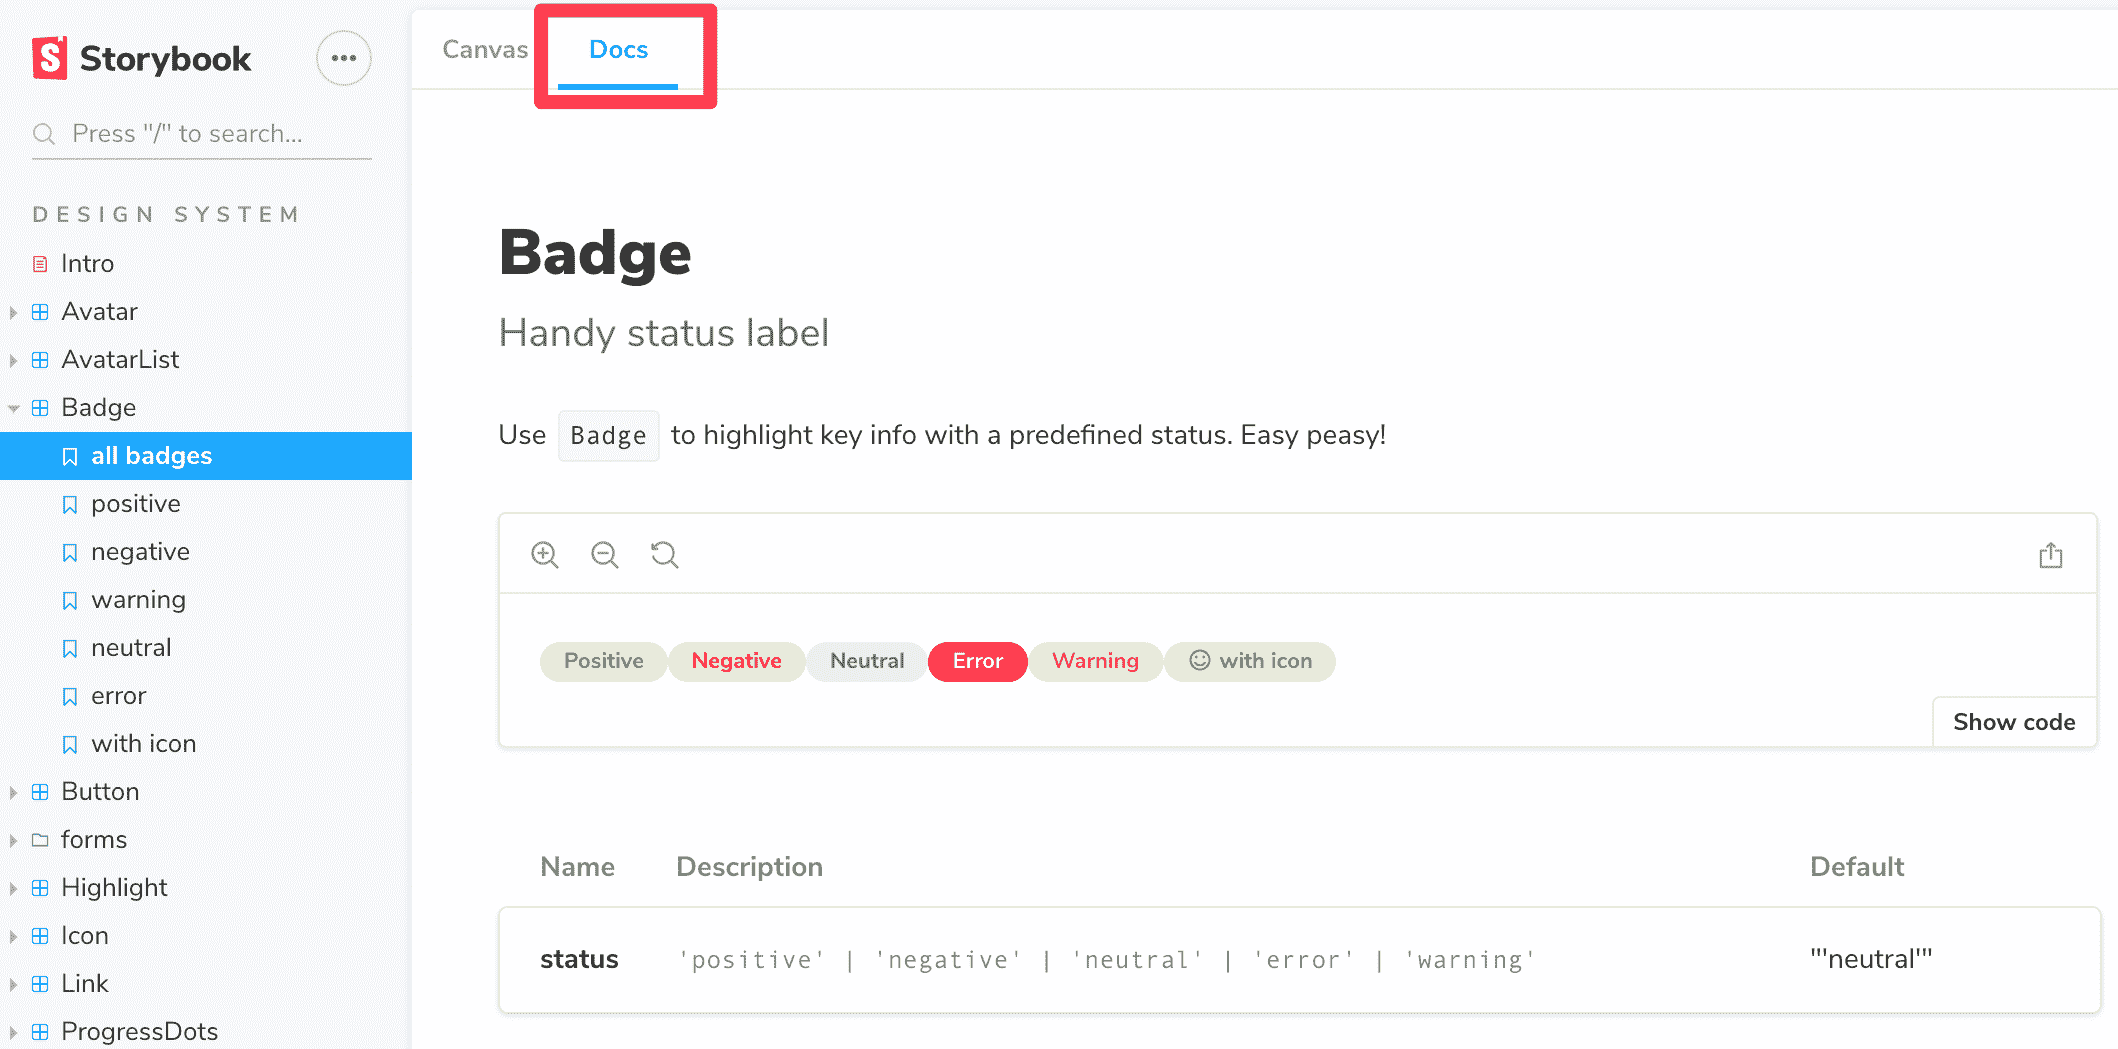 Storybook
Press "/" to search...
DESIGN SYSTEM
Intro
Avatar
AvatarList
Badge
all badges
positive
negative
warning
neutral
error
with icon
Button
forms
Highlight
Icon
Link
ProgressDots
Canvas Docs
Badge
Handy status label
Use Badge to highlight key info with a predefined status. Easy peasy!
Positive Negative Neutral Error Warning with icon
Show code
Name Description Default
status 'positive' | 'negative' | 'neutral' | 'error' | 'warning' "'neutral'"